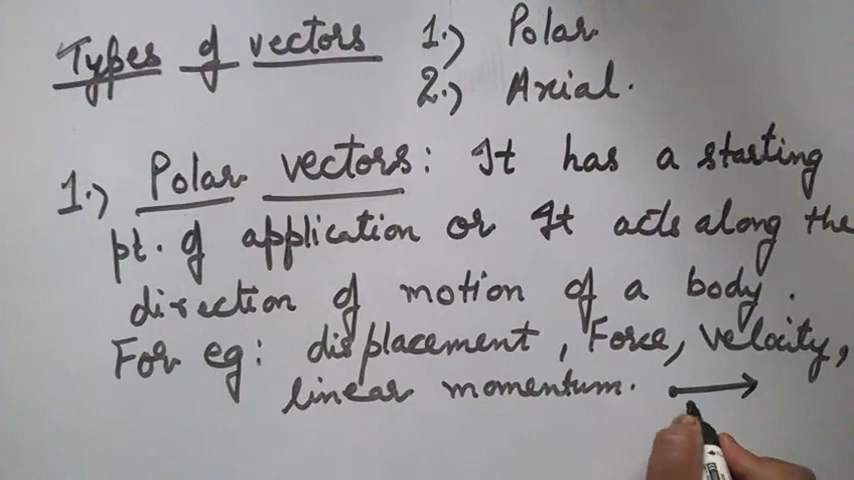 Types of vectors 1.) Polar.
2.) Axial.
1.) Polar vectors: It has a starting
pt. of application or It acts along the
direction of motion of a body.
For eg: displacement, Force, velocity,
linear momentum.